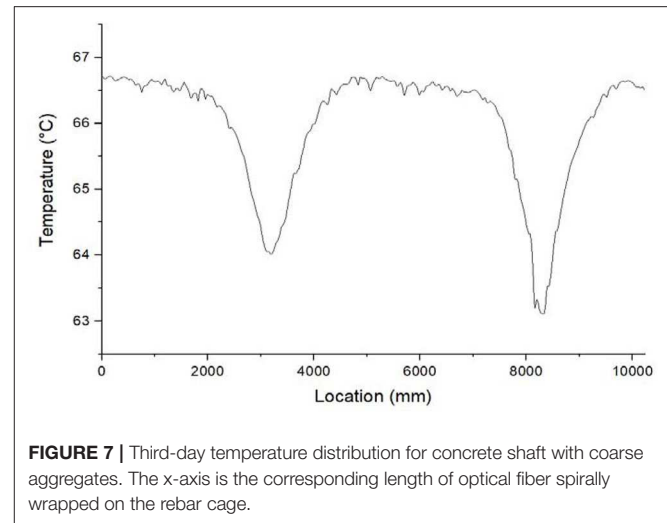 67
66
65
64
63
Temperature (°C)
0
2000
4000
6000
8000
10000
Location (mm)
FIGURE 7 | Third-day temperature distribution for concrete shaft with coarse
aggregates. The x-axis is the corresponding length of optical fiber spirally
wrapped on the rebar cage.